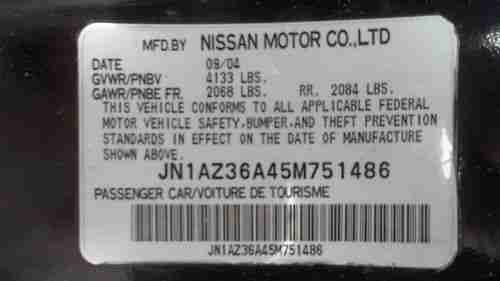 MFD.BY NISSAN MOTOR CO.,LTD
DATE 09/04
GVWR/PNBV 4133 LBS.
GAWR/PNBE FR. 2068 LBS. RR. 2084 LBS.
THIS VEHICLE CONFORMS TO ALL APPLICABLE FEDERAL
MOTOR VEHICLE SAFETY,BUMPER,AND THEFT PREVENTION
STANDARDS IN EFFECT ON THE DATE OF MANUFACTURE
SHOWN ABOVE.
JN1AZ36A45M751486
PASSENGER CAR/VOITURE DE TOURISME
JN1AZ36A45M751486